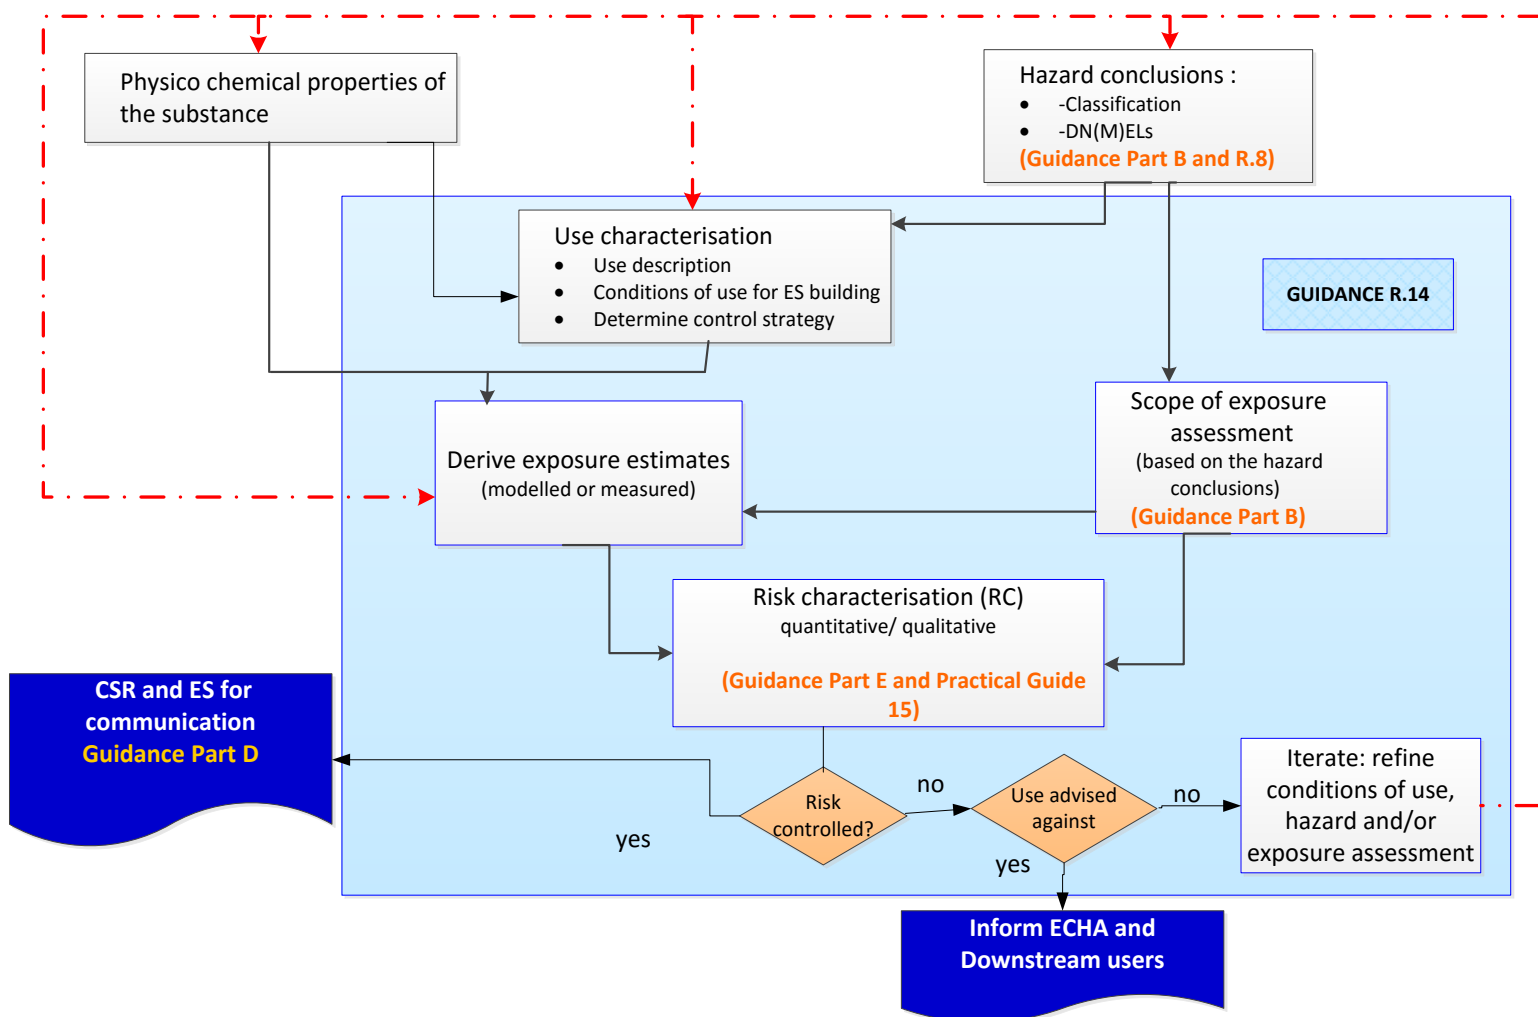 Physico chemical properties of
the substance
Hazard conclusions :
• -Classification
• -DN(M)ELs
(Guidance Part B and R.8)
Use characterisation
• Use description
• Conditions of use for ES building
• Determine control strategy
GUIDANCE R.14
Derive exposure estimates
(modelled or measured)
Scope of exposure
assessment
(based on the hazard
conclusions)
(Guidance Part B)
Risk characterisation (RC)
quantitative/ qualitative
(Guidance Part E and Practical Guide
15)
CSR and ES for
communication
Guidance Part D
Risk
controlled?
yes
no
Use advised
against
yes
no
Iterate: refine
conditions of use,
hazard and/or
exposure assessment
Inform ECHA and
Downstream users